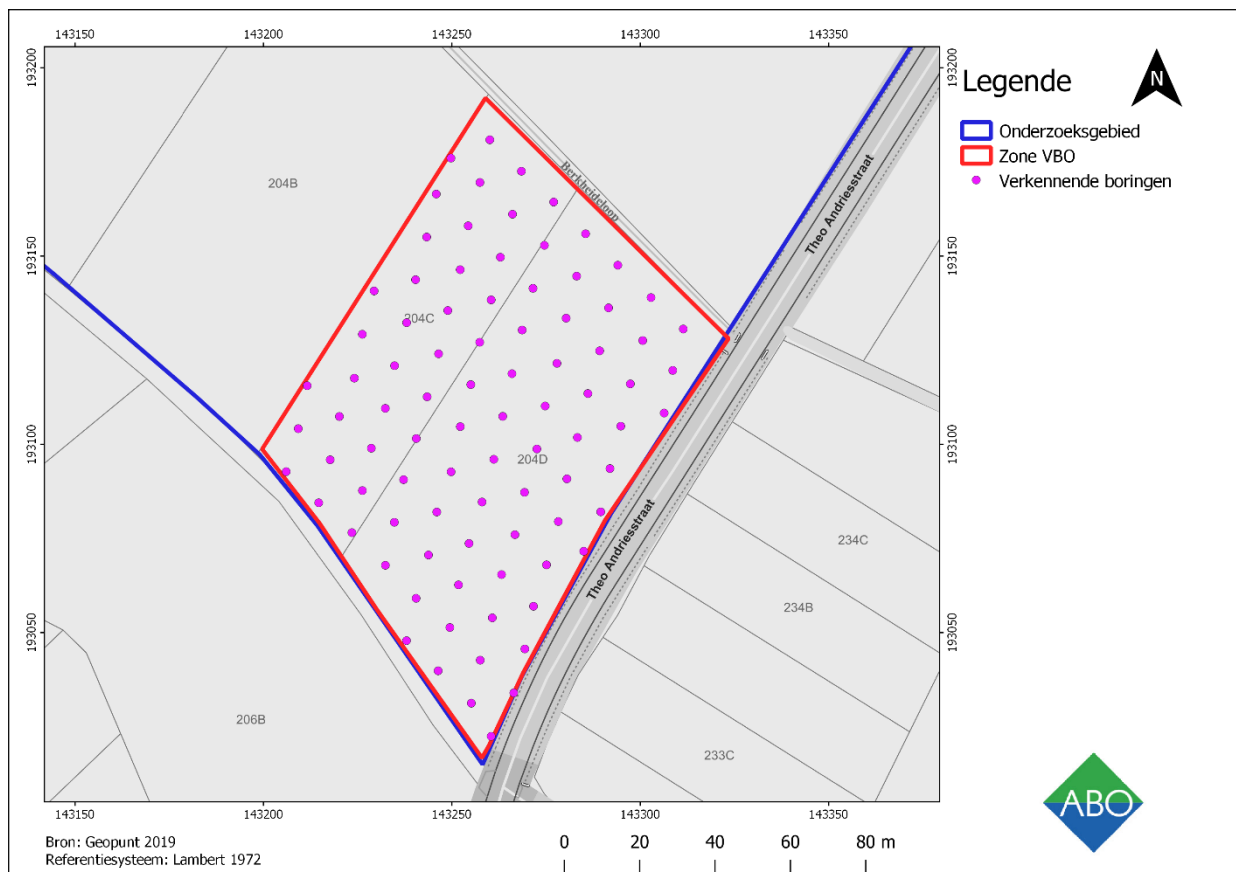 143150 143200 143250 143300 143350
193200 193200
Legende
N
Onderzoeksgebied
Zone VBO
Verkennende boringen
Berkheideloop
Theo Andriesstraat
204B
193150 193150
204C
193100 193100
204D
Theo Andriesstraat
234C
234B
193050 193050
206B
233C
143150 143200 143250 143300 143350
ABO
Bron: Geopunt 2019
Referentiesysteem: Lambert 1972
0 20 40 60 80 m